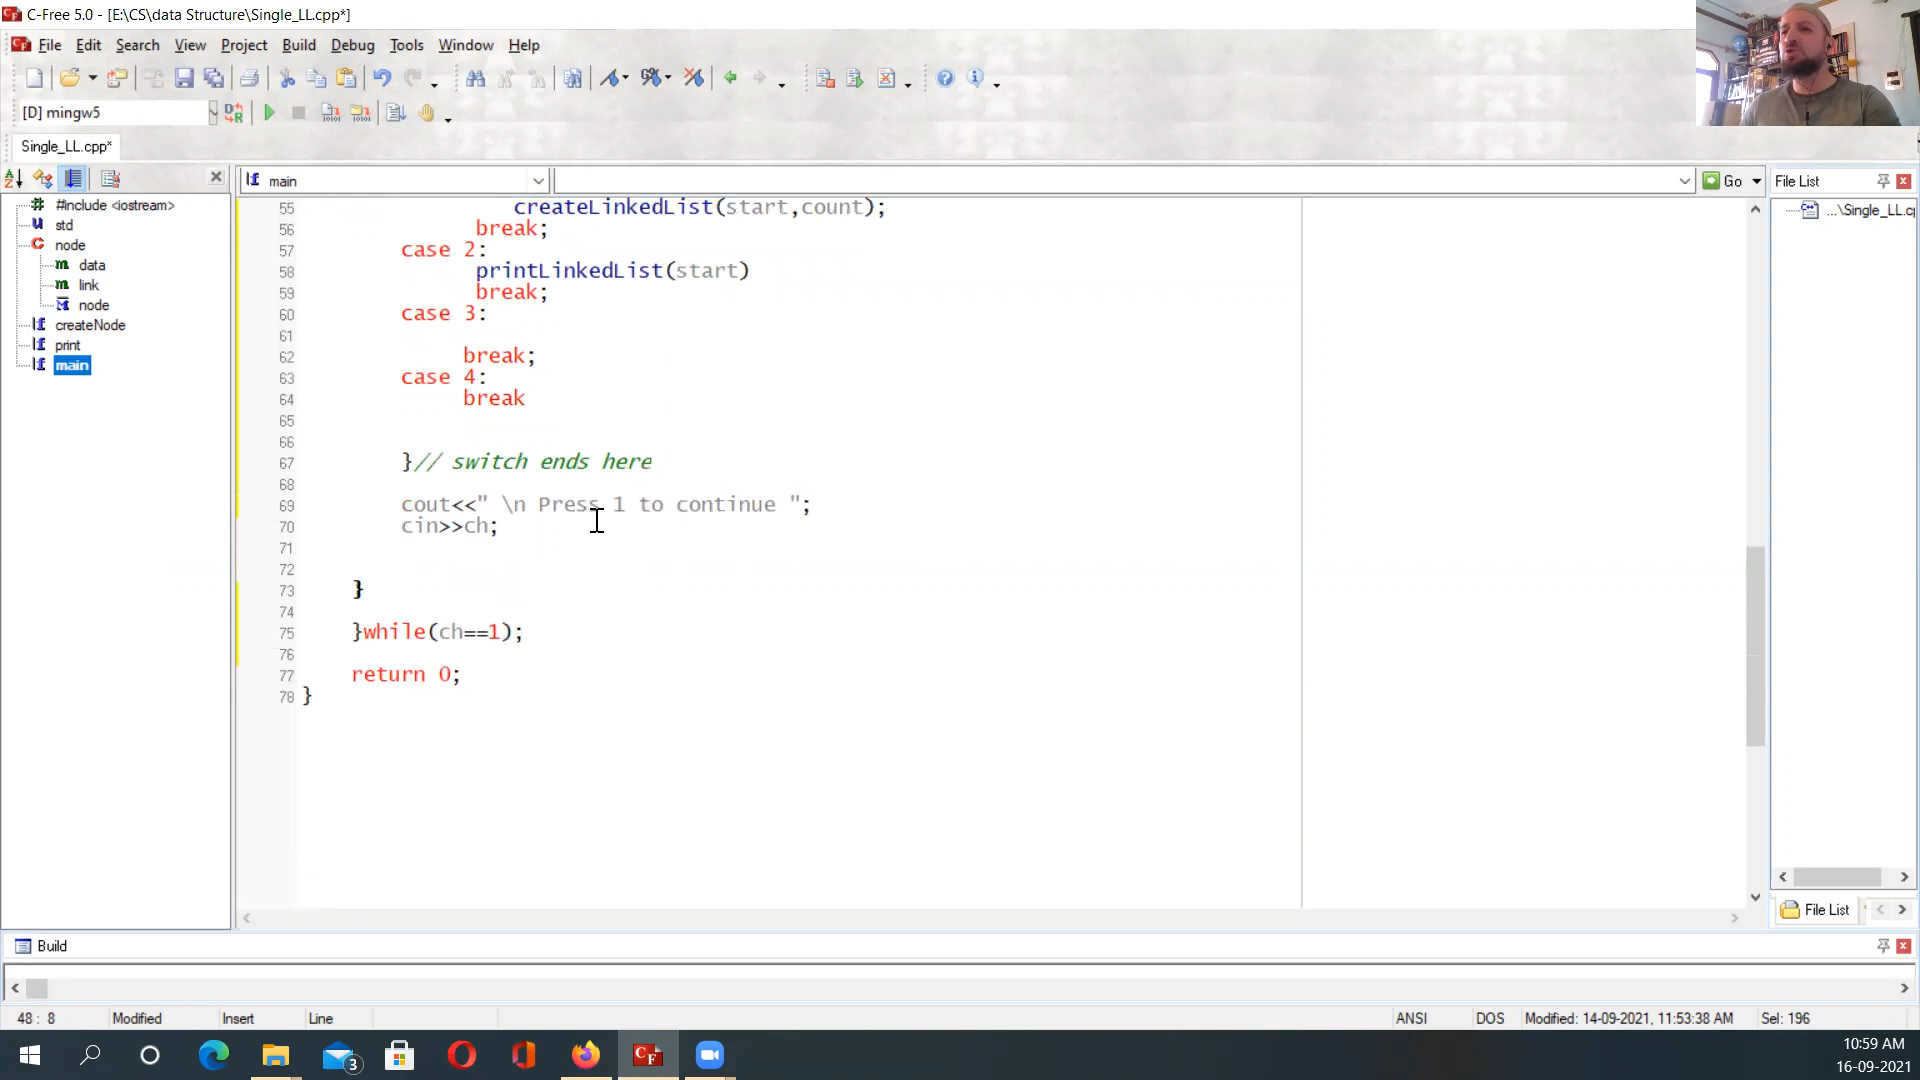 C-Free 5.0 - [E:\CS\data Structure\Single_LL.cpp*]
File Edit Search View Project Build Debug Tools Window Help
[D] mingw5
Single_LL.cpp*
main
Go
File List
#include <iostream>
std
node
data
link
node
createNode
print
main
...\Single_LL.c
55 createLinkedList(start,count);
56 break;
57 case 2:
58 printLinkedList(start)
59 break;
60 case 3:
61
62 break;
63 case 4:
64 break
65
66
67 }// switch ends here
68
69 cout<<" \n Press 1 to continue ";
70 cin>>ch;
71
72
73 }
74
75 }while(ch==1);
76
77 return 0;
78 }
File List
Build
48 : 8 Modified Insert Line ANSI DOS Modified: 14-09-2021, 11:53:38 AM Sel: 196
3
10:59 AM
16-09-2021